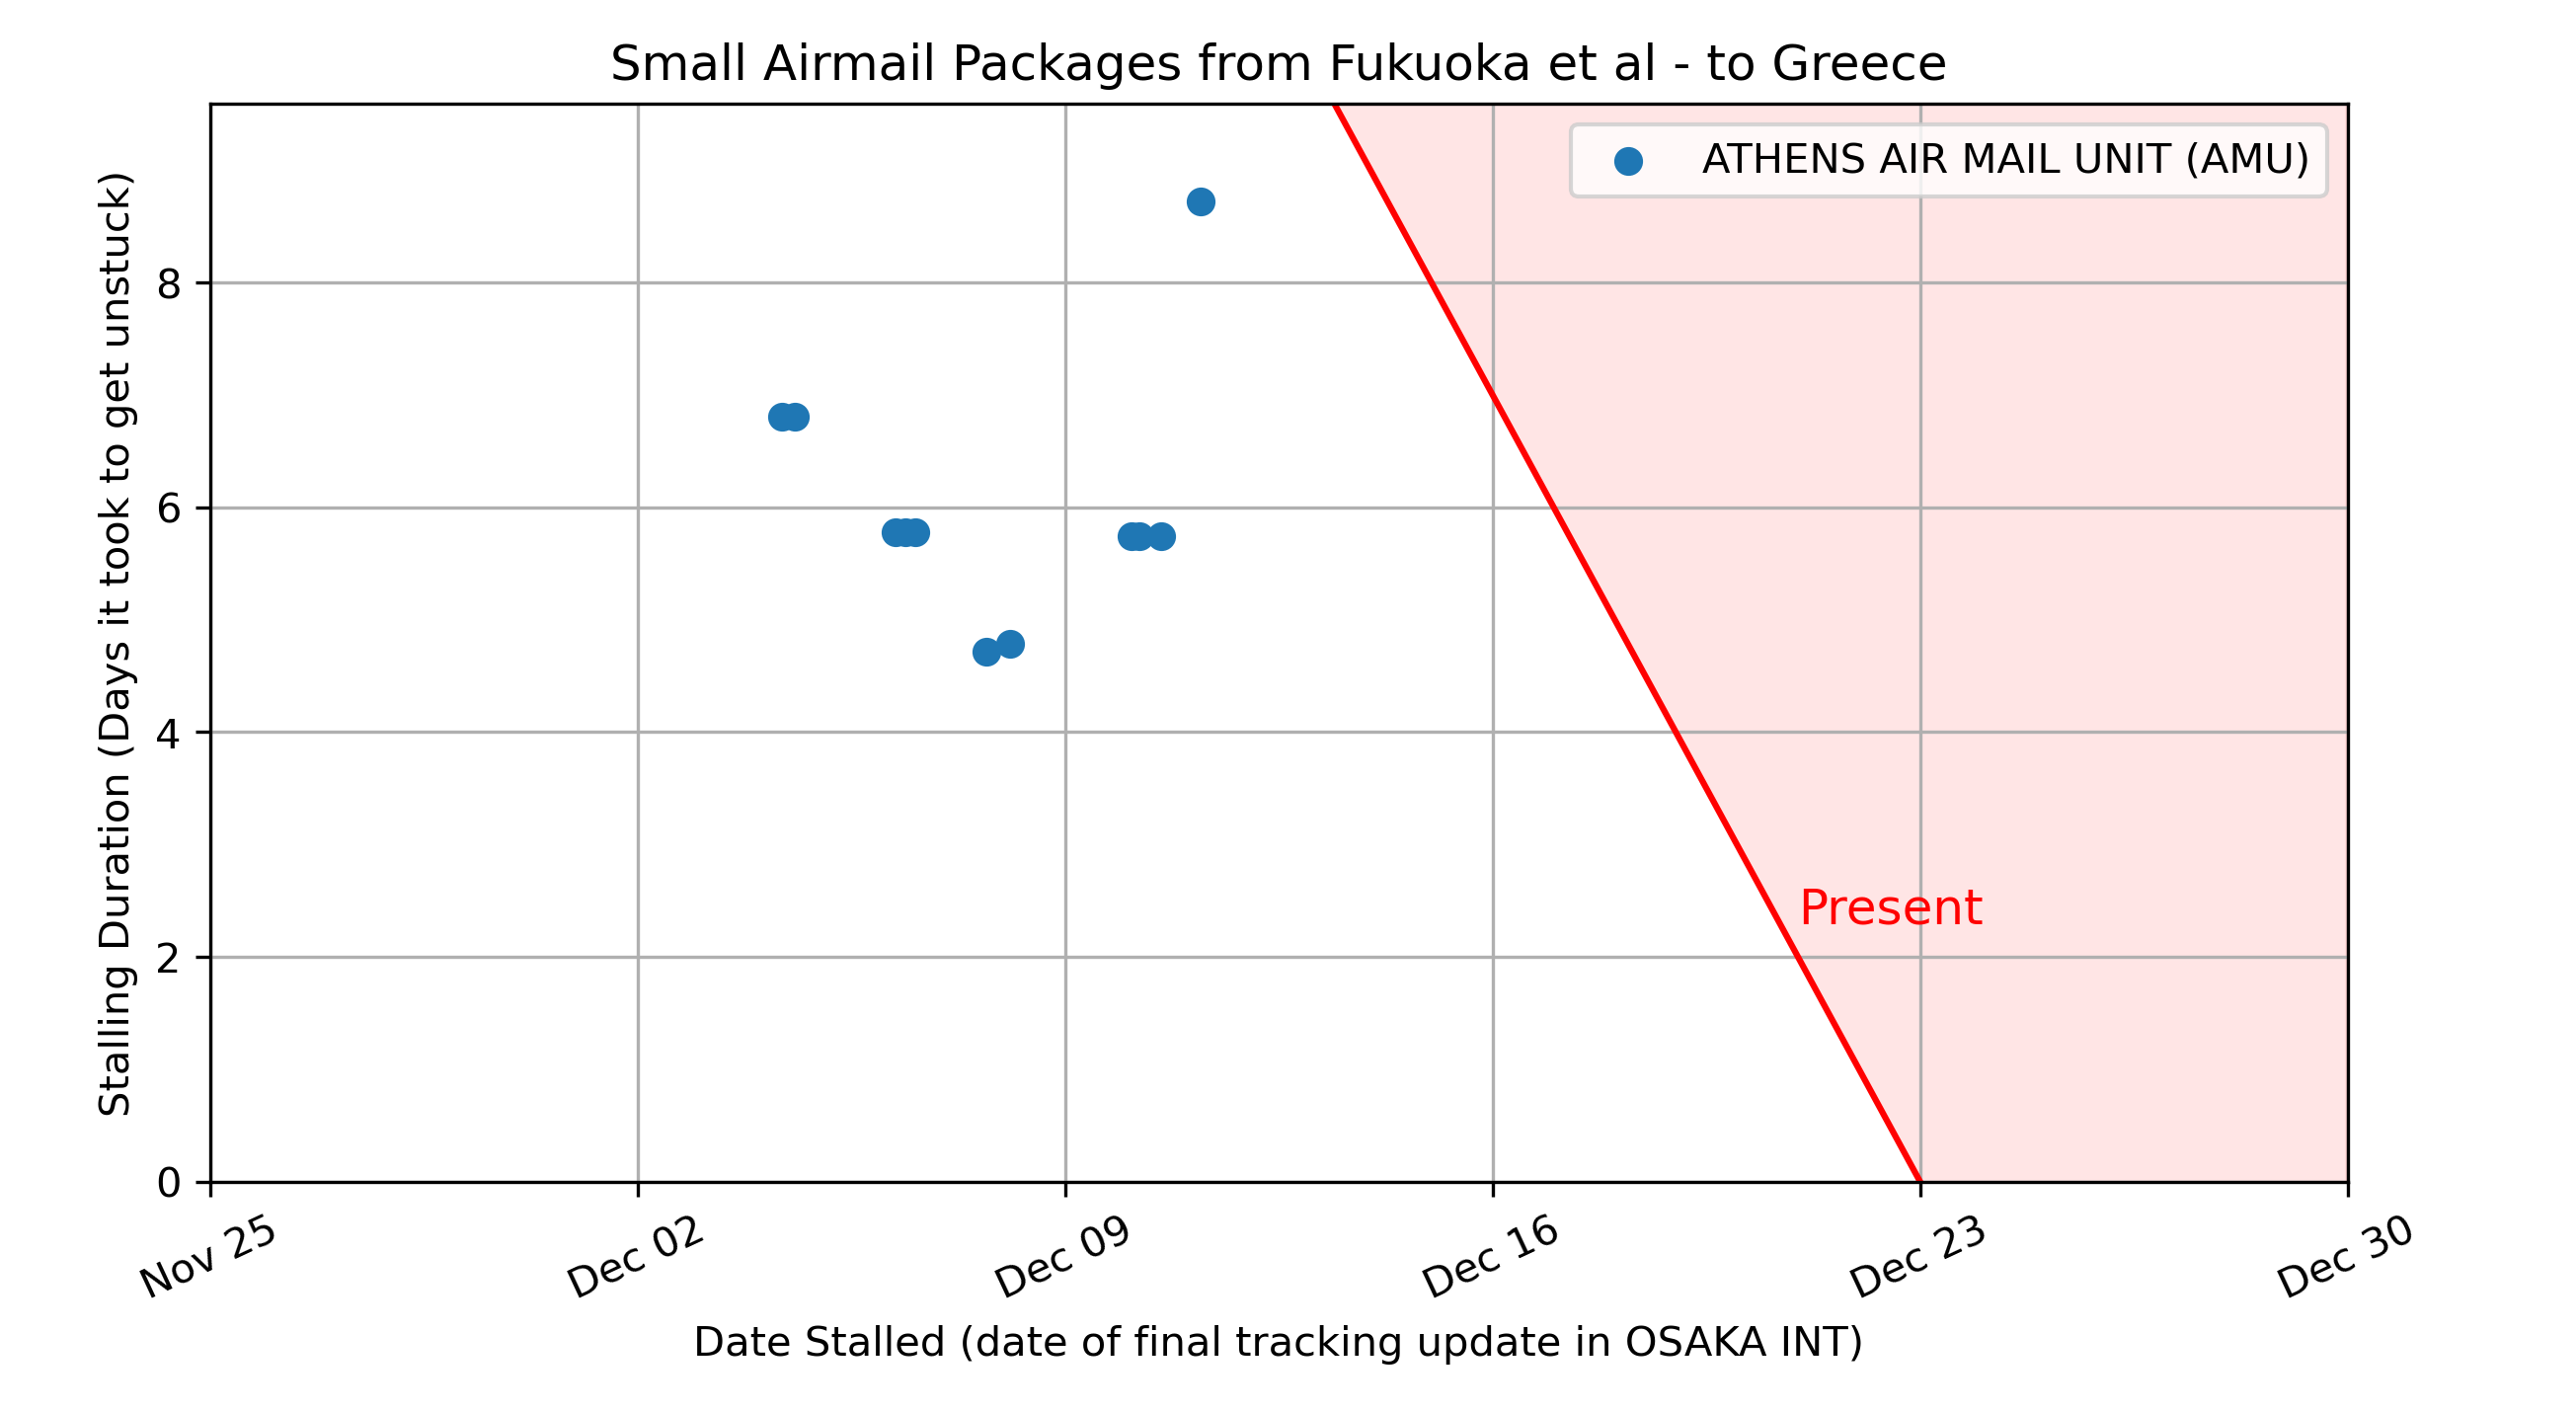 Small Airmail Packages from Fukuoka et al - to Greece
ATHENS AIR MAIL UNIT (AMU)
Stalling Duration (Days it took to get unstuck)
8
6
4
2
0
Present
Nov 25
Dec 02
Dec 09
Dec 16
Dec 23
Dec 30
Date Stalled (date of final tracking update in OSAKA INT)